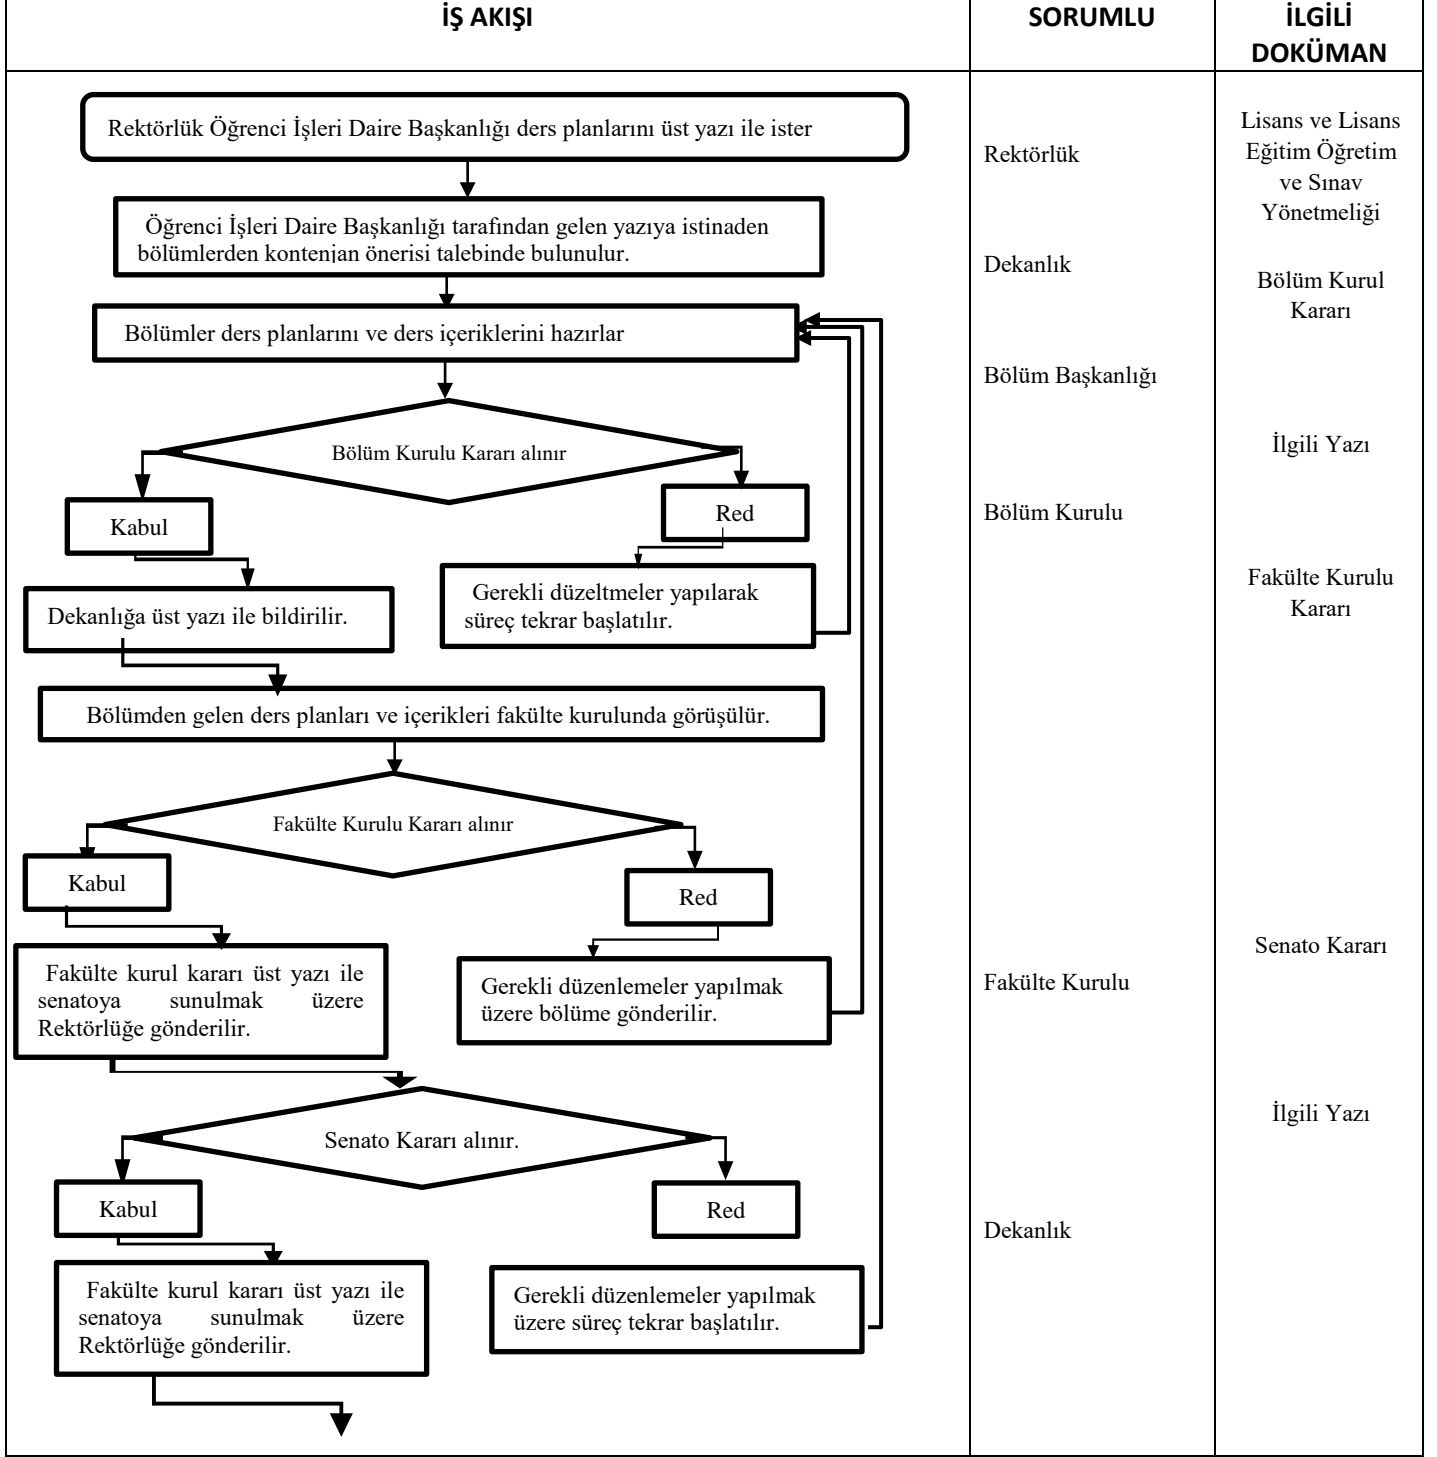 İŞ AKIŞI
SORUMLU
İLGİLİ
DOKÜMAN
Rektörlük Öğrenci İşleri Daire Başkanlığı ders planlarını üst yazı ile ister
Öğrenci İşleri Daire Başkanlığı tarafından gelen yazıya istinaden
bölümlerden kontenjan önerisi talebinde bulunulur.
Bölümler ders planlarını ve ders içeriklerini hazırlar
Bölüm Kurulu Kararı alınır
Kabul
Red
Dekanlığa üst yazı ile bildirilir.
Gerekli düzeltmeler yapılarak
süreç tekrar başlatılır.
Bölümden gelen ders planları ve içerikleri fakülte kurulunda görüşülür.
Fakülte Kurulu Kararı alınır
Kabul
Red
Fakülte kurul kararı üst yazı ile
senatoya sunulmak üzere
Rektörlüğe gönderilir.
Gerekli düzenlemeler yapılmak
üzere bölüme gönderilir.
Senato Kararı alınır.
Kabul
Red
Fakülte kurul kararı üst yazı ile
senatoya sunulmak üzere
Rektörlüğe gönderilir.
Gerekli düzenlemeler yapılmak
üzere süreç tekrar başlatılır.
Rektörlük
Dekanlık
Bölüm Başkanlığı
Bölüm Kurulu
Fakülte Kurulu
Dekanlık
Lisans ve Lisans
Eğitim Öğretim
ve Sınav
Yönetmeliği
Bölüm Kurul
Kararı
İlgili Yazı
Fakülte Kurulu
Kararı
Senato Kararı
İlgili Yazı